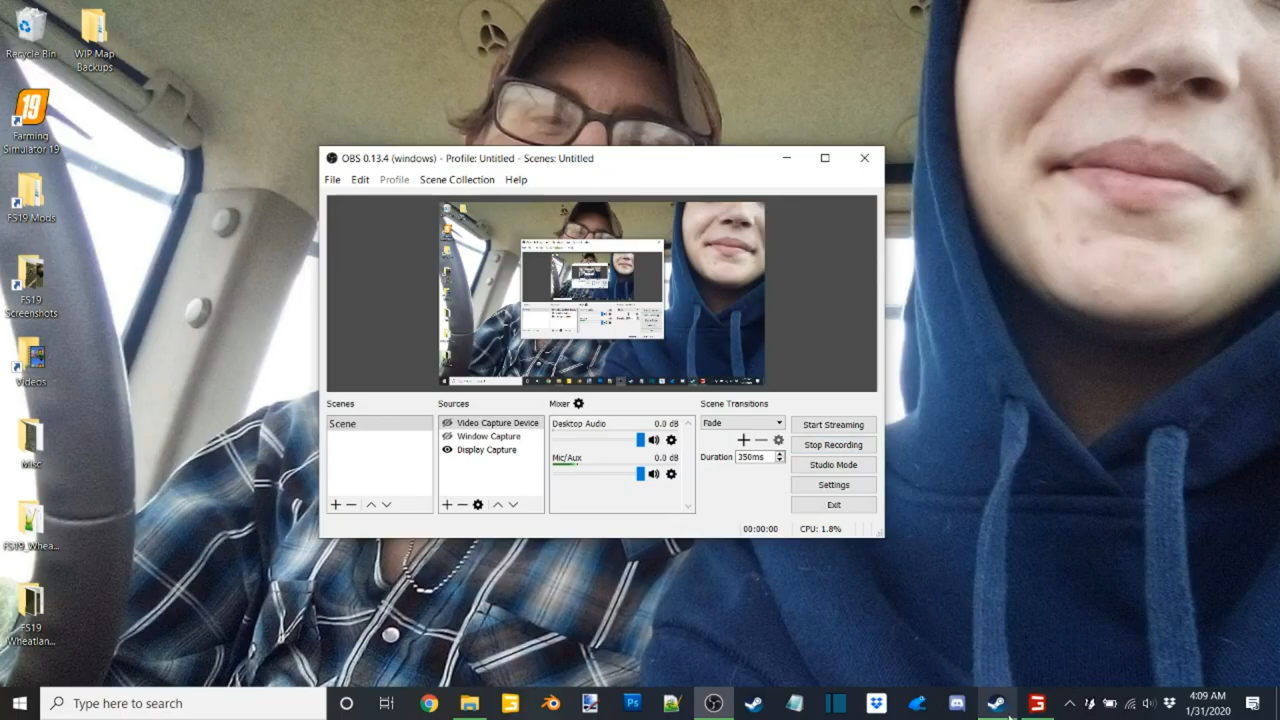 Recycle Bin
WIP Map
Backups
19
Farming
Simulator 19
FS19 Mods
FS19
Screenshots
Videos
Misc
FS19_Whea...
FS19
Wheatlan...
OBS 0.13.4 (windows) - Profile: Untitled - Scenes: Untitled
File Edit Profile Scene Collection Help
Scenes
Scene
Sources
Video Capture Device
Window Capture
Display Capture
Mixer
Desktop Audio 0.0 dB
Mic/Aux 0.0 dB
Scene Transitions
Fade
Duration 350ms
Start Streaming
Stop Recording
Studio Mode
Settings
Exit
00:00:00 CPU: 1.8%
Type here to search
Ps
4:09 AM
1/31/2020